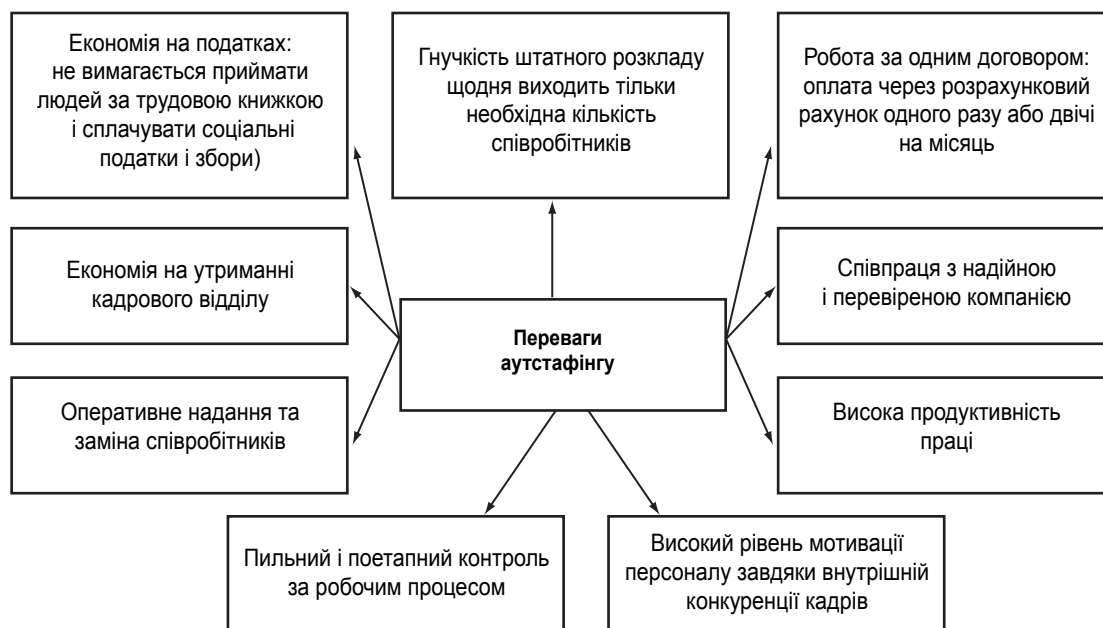 Економія на податках:
не вимагається приймати
людей за трудовою книжкою
і сплачувати соціальні
податки і збори)
Гнучкість штатного розкладу
щодня виходить тільки
необхідна кількість
співробітників
Робота за одним договором:
оплата через розрахунковий
рахунок одного разу або двічі
на місяць
Економія на утриманні
кадрового відділу
Співпраця з надійною
і перевіреною компанією
Переваги
аутстафінгу
Оперативне надання та
заміна співробітників
Висока продуктивність
праці
Пильний і поетапний контроль
за робочим процесом
Високий рівень мотивації
персоналу завдяки внутрішній
конкуренції кадрів